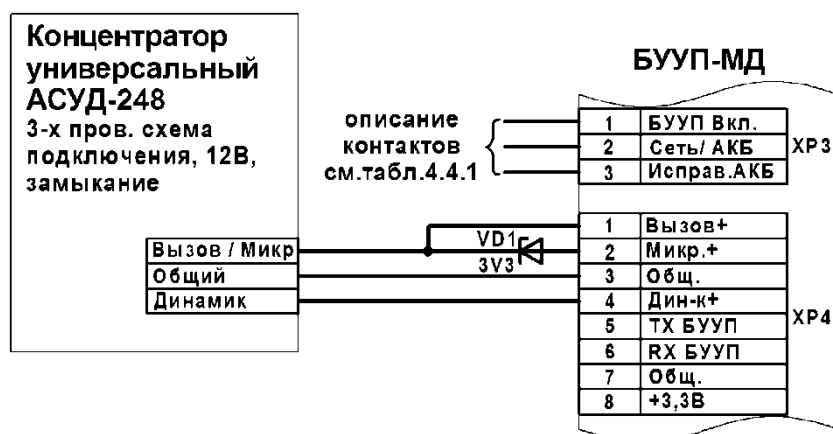 Концентратор
универсальный
АСУД-248
3-х пров. схема
подключения, 12В,
замыкание
Вызов / Микр
Общий
Динамик
описание
контактов
см.табл.4.4.1
VD1
3V3
БУУП-МД
1 БУУП Вкл.
2 Сеть/ АКБ
3 Исправ.АКБ
XP3
1 Вызов+
2 Микр.+
3 Общ.
4 Дин-к+
5 TX БУУП
6 RX БУУП
7 Общ.
8 +3,3В
XP4